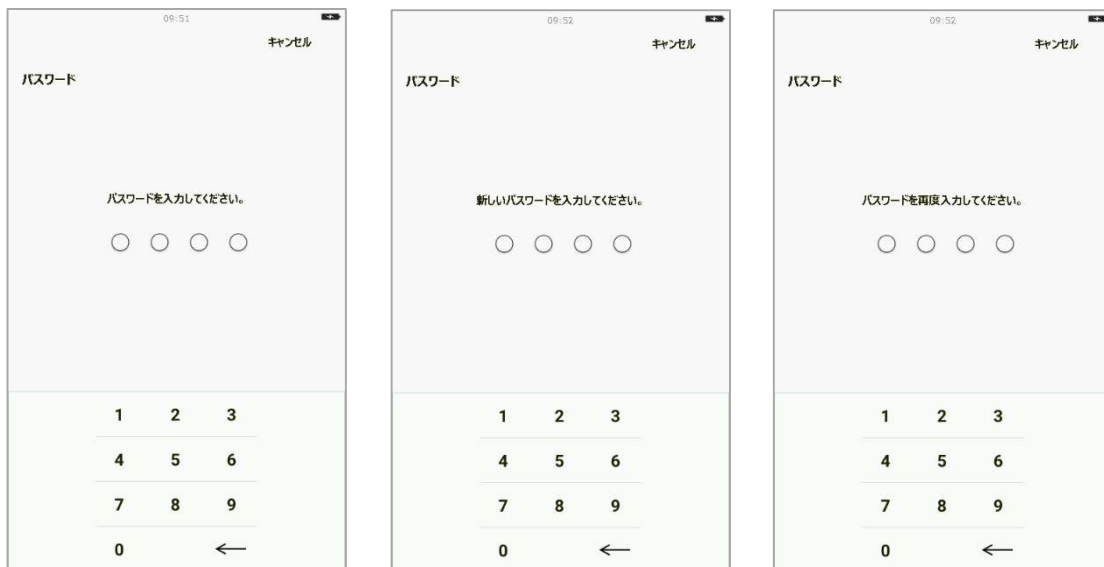 09:51
キャンセル
パスワード
パスワードを入力してください。
1 2 3
4 5 6
7 8 9
0 ←
09:52
キャンセル
パスワード
新しいパスワードを入力してください。
1 2 3
4 5 6
7 8 9
0 ←
09:52
キャンセル
パスワード
パスワードを再度入力してください。
1 2 3
4 5 6
7 8 9
0 ←